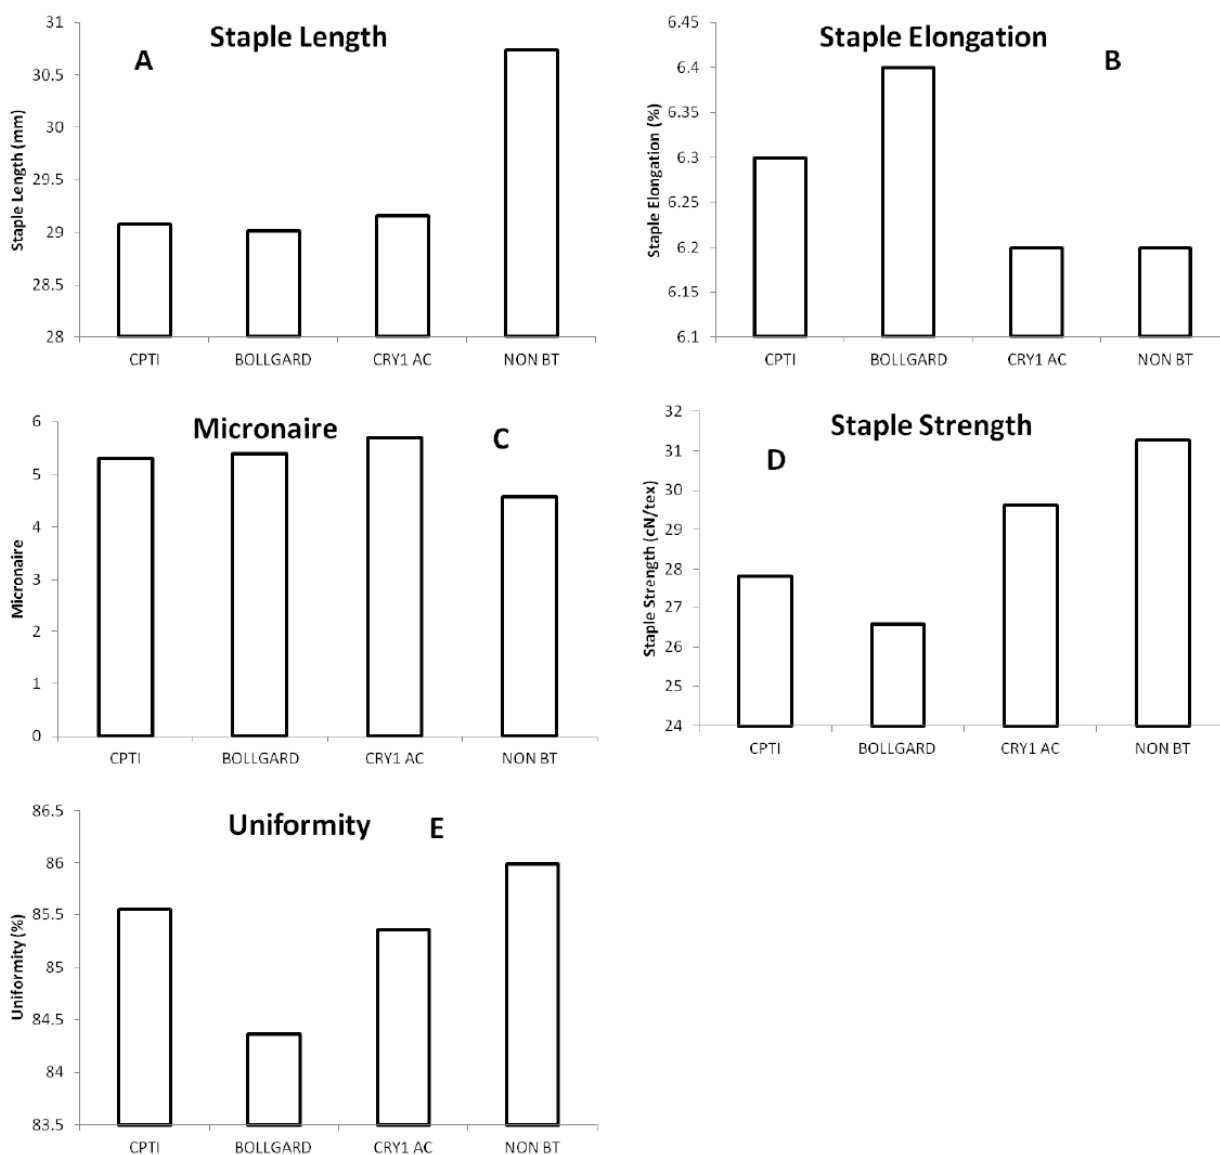 Staple Length
A
Staple Length (mm)
31
30.5
30
29.5
29
28.5
28
CPTI BOLLGARD CRY1 AC NON BT
Staple Elongation
B
Staple Elongation (%)
6.45
6.4
6.35
6.3
6.25
6.2
6.15
6.1
CPTI BOLLGARD CRY1 AC NON BT
Micronaire
C
Micronaire
6
5
4
3
2
1
0
CPTI BOLLGARD CRY1 AC NON BT
Staple Strength
D
Staple Strength (cN/tex)
32
31
30
29
28
27
26
25
24
CPTI BOLLGARD CRY1 AC NON BT
Uniformity
E
Uniformity (%)
86.5
86
85.5
85
84.5
84
83.5
CPTI BOLLGARD CRY1 AC NON BT